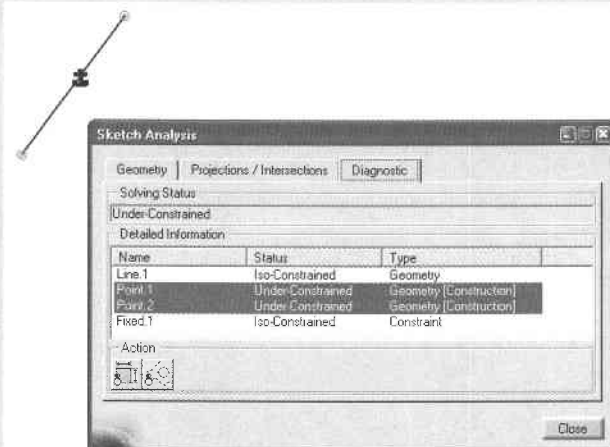 Sketch Analysis
Geometry Projections / Intersections Diagnostic
Solving Status
Under-Constrained
Detailed Information
Name Status Type
Line.1 Iso-Constrained Geometry
Point.1 Under-Constrained Geometry [Construction]
Point.2 Under-Constrained Geometry [Construction]
Fixed.1 Iso-Constrained Constraint
Action
Close